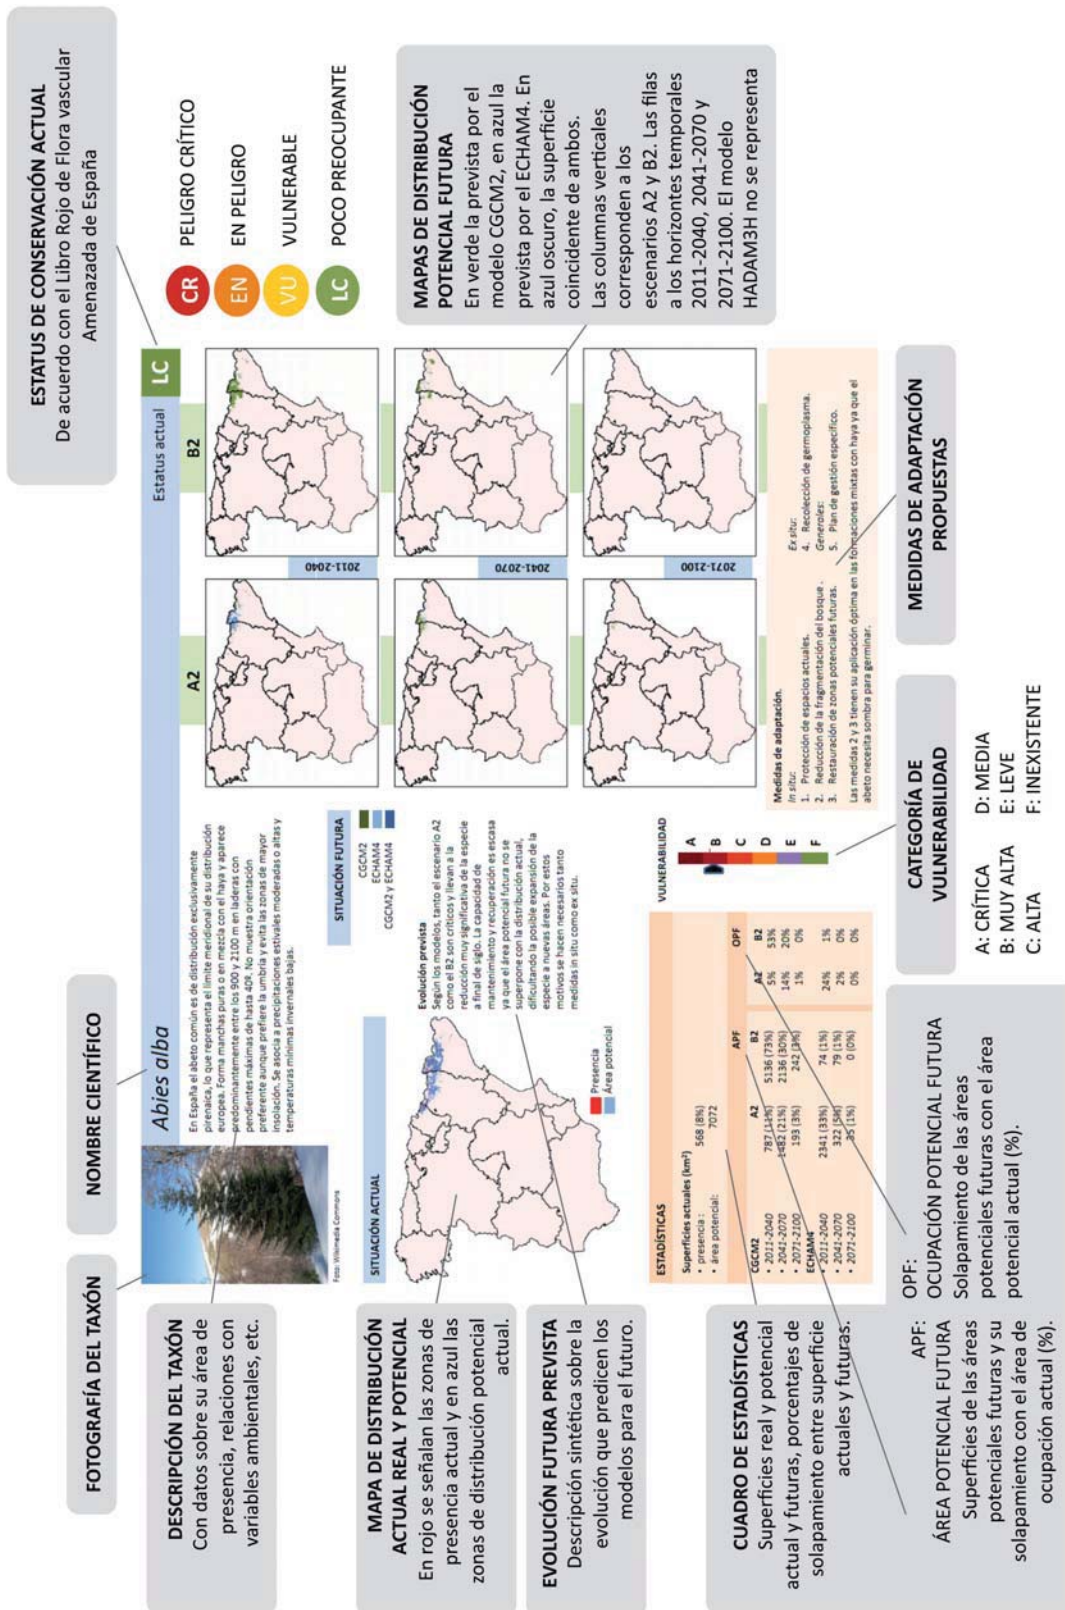 FOTOGRAFÍA DEL TAXÓN
NOMBRE CIENTÍFICO
ESTATUS DE CONSERVACIÓN ACTUAL
De acuerdo con el Libro Rojo de Flora vascular
Amenazada de España
CR PELIGRO CRÍTICO
EN EN PELIGRO
VU VULNERABLE
LC POCO PREOCUPANTE
DESCRIPCIÓN DEL TAXÓN
Con datos sobre su área de
presencia, relaciones con
variables ambientales, etc.
MAPA DE DISTRIBUCIÓN
ACTUAL REAL Y POTENCIAL
En rojo se señalan las zonas de
presencia actual y en azul las
zonas de distribución potencial
actual.
EVOLUCIÓN FUTURA PREVISTA
Descripción sintética sobre la
evolución que predicen los
modelos para el futuro.
CUADRO DE ESTADÍSTICAS
Superficies real y potencial
actual y futuras, porcentajes de
solapamiento entre superficie
actuales y futuras.
APF:
ÁREA POTENCIAL FUTURA
Superficies de las áreas
potenciales futuras y su
solapamiento con el área de
ocupación actual (%).
OPF:
OCUPACIÓN POTENCIAL FUTURA
Solapamiento de las áreas
potenciales futuras con el área
potencial actual (%).
Abies alba
Estatus actual LC
En España el abeto común es de distribución exclusivamente
pirenaica, lo que representa el límite meridional de su distribución
europea. Forma manchas puras o en mezcla con el haya y aparece
predominantemente entre los 900 y 2100 m en laderas con
pendientes máximas de hasta 40º. No muestra orientación
preferente aunque prefiere la umbría y evita las zonas de mayor
insolación. Se asocia a precipitaciones estivales moderadas o altas y
temperaturas mínimas invernales bajas.
Foto: Wikimedia Commons
SITUACIÓN ACTUAL
Presencia
Área potencial
SITUACIÓN FUTURA
CGCM2
ECHAM4
CGCM2 y ECHAM4
Evolución prevista
Según los modelos, tanto el escenario A2
como el B2 son críticos y llevan a la
reducción muy significativa de la especie
a final de siglo. La capacidad de
mantenimiento y recuperación es escasa
ya que el área potencial futura no se
superpone con la distribución actual,
dificultando la posible expansión de la
especie a nuevas áreas. Por estos
motivos se hacen necesarios tanto
medidas in situ como ex situ.
A2
B2
2011-2040
2041-2070
2071-2100
ESTADÍSTICAS
Superficies actuales (km²)
• presencia: 568 (8%)
• área potencial: 7072
APF OPF
CGCM2 A2 B2 A2 B2
• 2011-2040 787 (11%) 5136 (73%) 5% 53%
• 2041-2070 1482 (21%) 2136 (30%) 14% 20%
• 2071-2100 193 (3%) 242 (3%) 1% 0%
ECHAM4
• 2011-2040 2341 (33%) 74 (1%) 24% 1%
• 2041-2070 322 (5%) 79 (1%) 2% 0%
• 2071-2100 35 (1%) 0 (0%) 0% 0%
VULNERABILIDAD
A
B
C
D
E
F
Medidas de adaptación.
In situ:
1. Protección de espacios actuales.
2. Reducción de la fragmentación del bosque.
3. Restauración de zonas potenciales futuras.
Ex situ:
4. Recolección de germoplasma.
Generales:
5. Plan de gestión específico.
Las medidas 2 y 3 tienen su aplicación óptima en las formaciones mixtas con haya ya que el
abeto necesita sombra para germinar.
MAPAS DE DISTRIBUCIÓN
POTENCIAL FUTURA
En verde la prevista por el
modelo CGCM2, en azul la
prevista por el ECHAM4. En
azul oscuro, la superficie
coincidente de ambos.
Las columnas verticales
corresponden a los
escenarios A2 y B2. Las filas
a los horizontes temporales
2011-2040, 2041-2070 y
2071-2100. El modelo
HADAM3H no se representa
CATEGORÍA DE
VULNERABILIDAD
A: CRÍTICA D: MEDIA
B: MUY ALTA E: LEVE
C: ALTA F: INEXISTENTE
MEDIDAS DE ADAPTACIÓN
PROPUESTAS